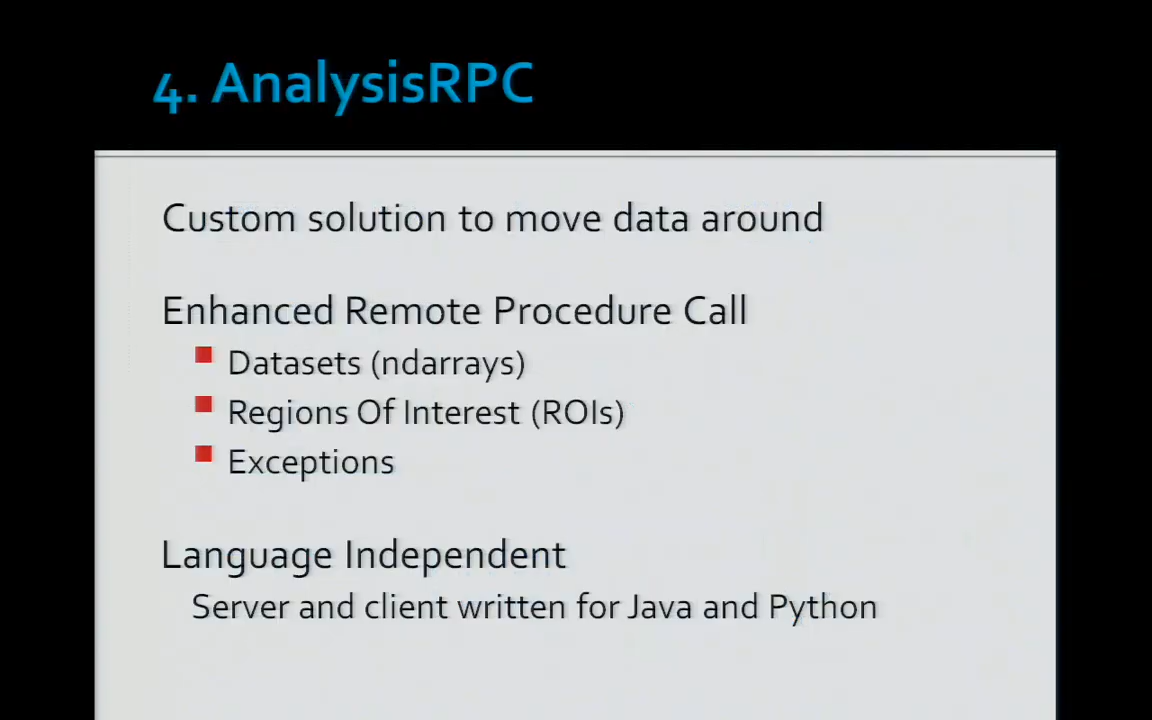 4. AnalysisRPC
Custom solution to move data around
Enhanced Remote Procedure Call
Datasets (ndarrays)
Regions Of Interest (ROIs)
Exceptions
Language Independent
Server and client written for Java and Python